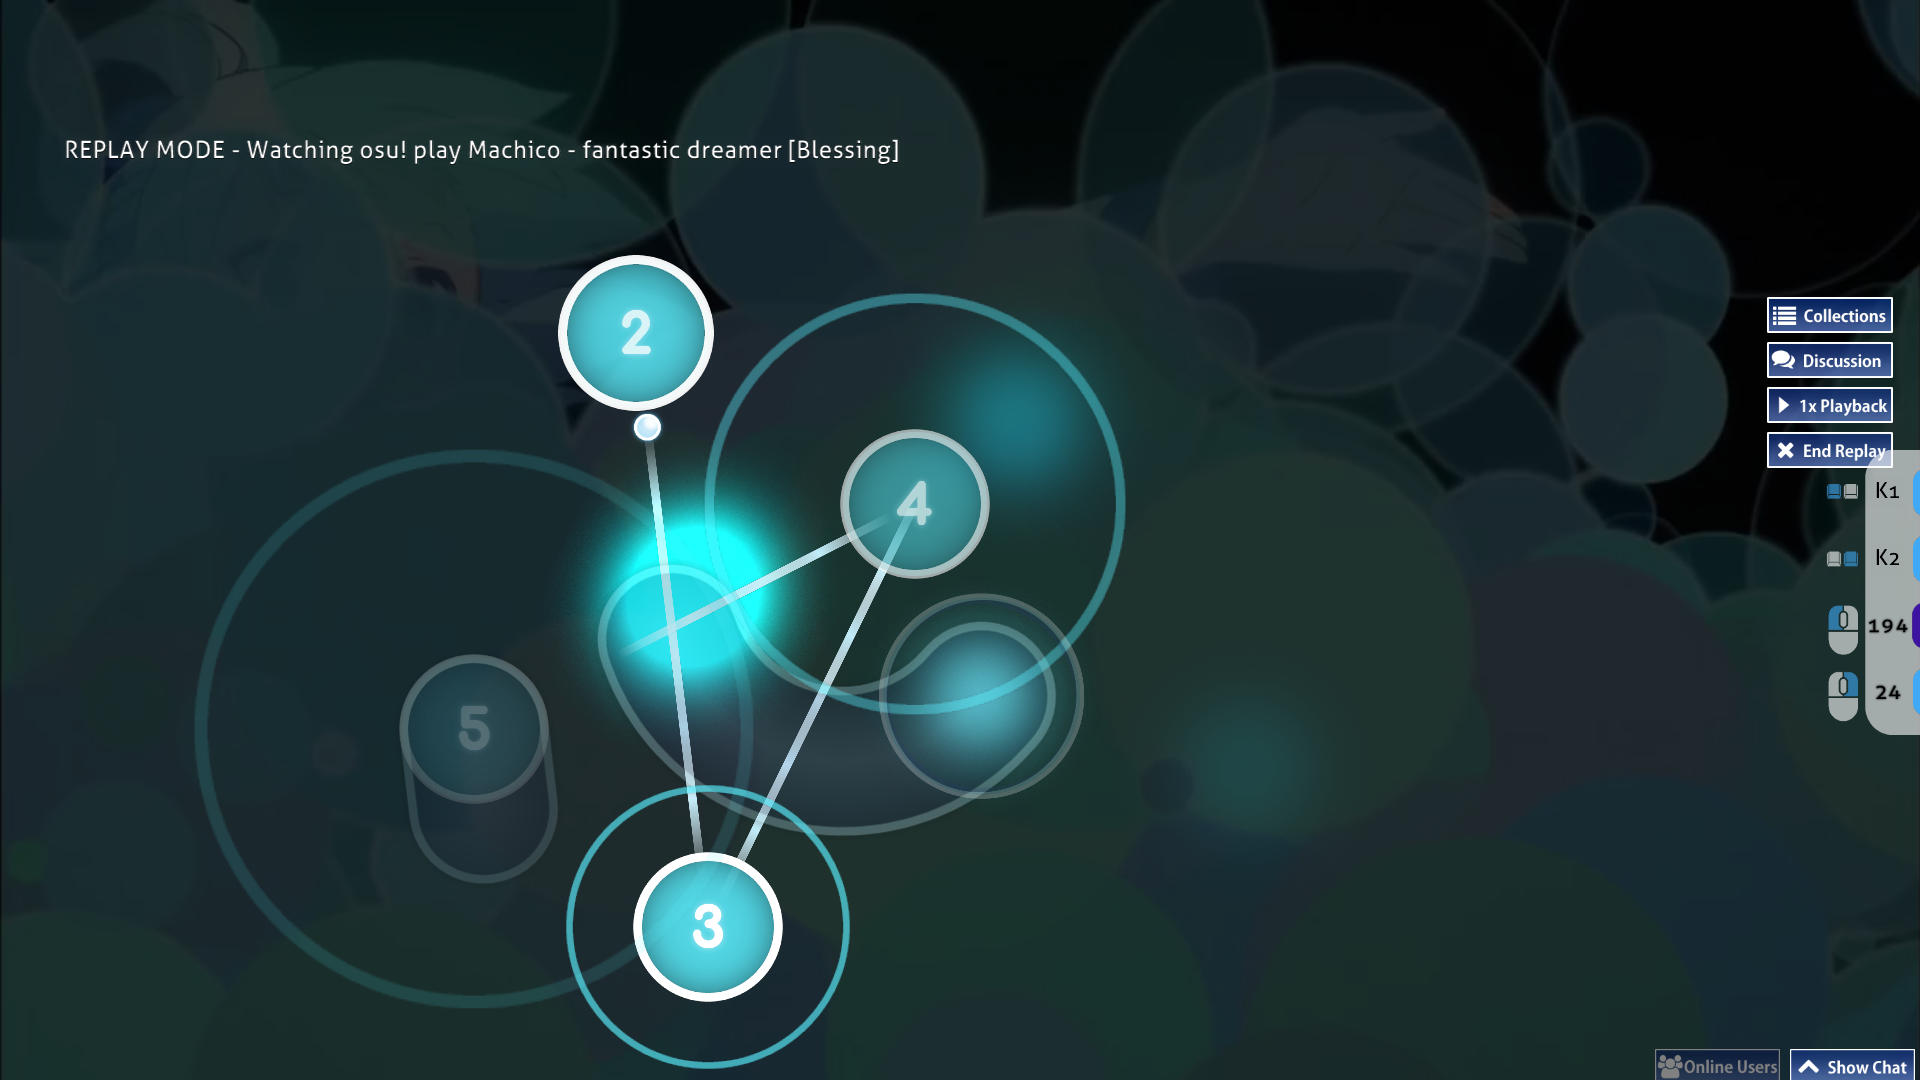 REPLAY MODE - Watching osu! play Machico - fantastic dreamer [Blessing]
2
Collections
Discussion
1x Playback
End Replay
4
K1
K2
194
24
5
3
Online Users
Show Chat